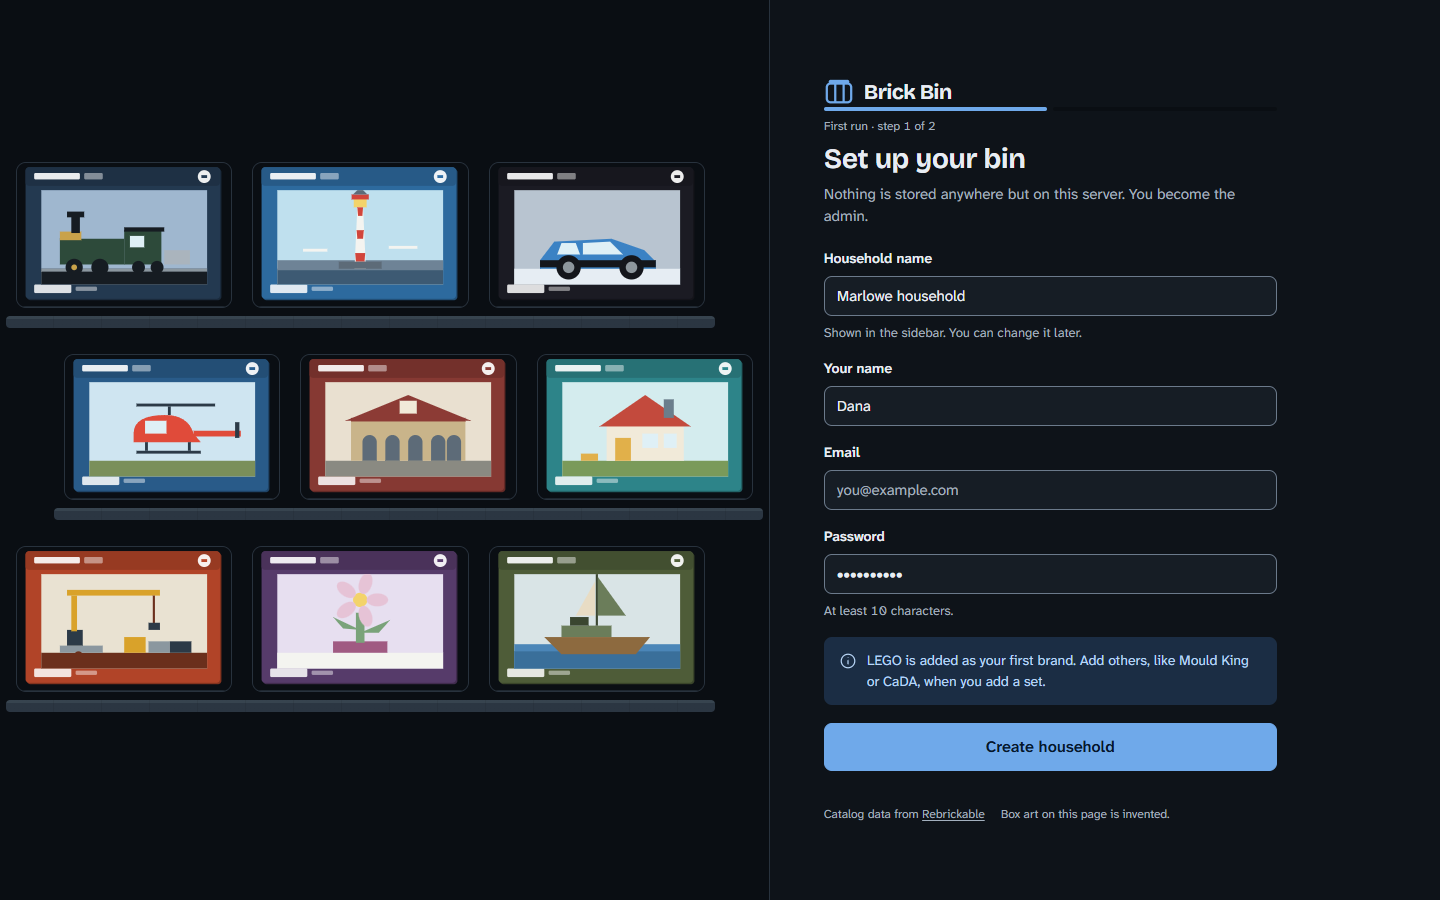 Brick Bin
First run · step 1 of 2
Set up your bin
Nothing is stored anywhere but on this server. You become the
admin.
Household name
Marlowe household
Shown in the sidebar. You can change it later.
Your name
Dana
Email
you@example.com
Password
••••••••••
At least 10 characters.
LEGO is added as your first brand. Add others, like Mould King
or CaDA, when you add a set.
Create household
Catalog data from Rebrickable Box art on this page is invented.